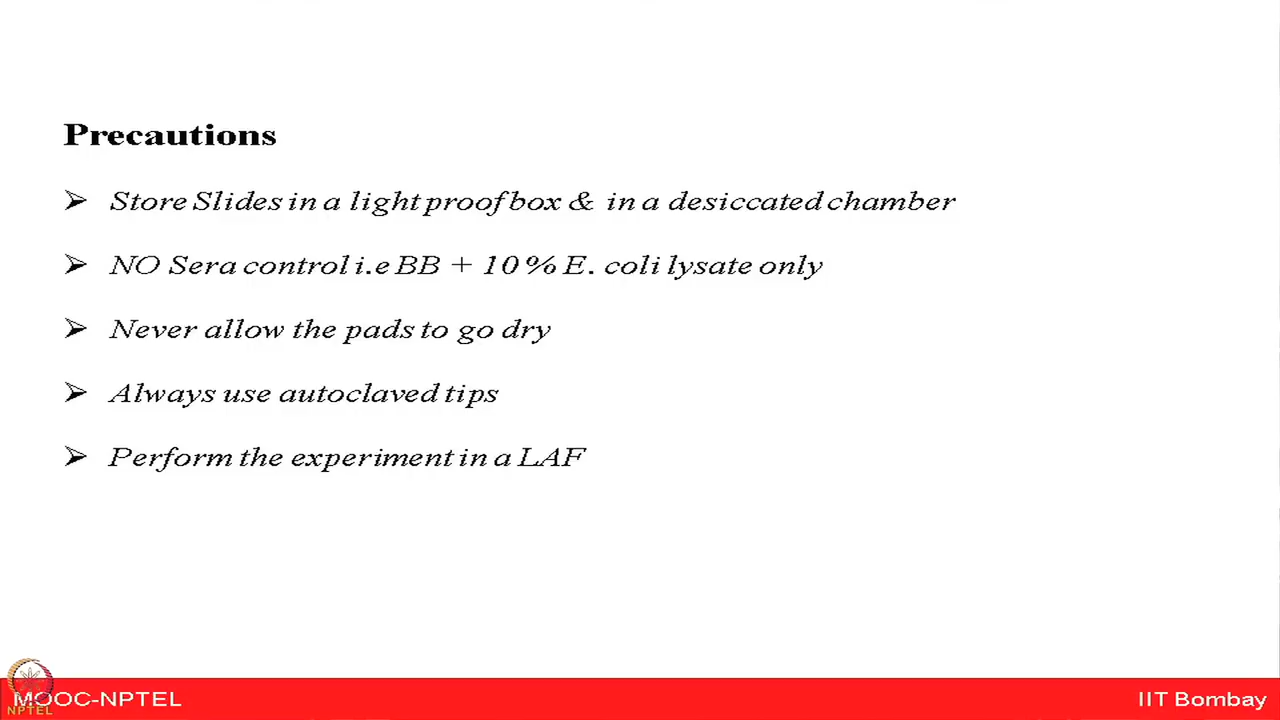 Precautions
Store Slides in a light proof box & in a desiccated chamber
NO Sera control i.e BB + 10% E. coli lysate only
Never allow the pads to go dry
Always use autoclaved tips
Perform the experiment in a LAF
MOOC-NPTEL
NPTEL
IIT Bombay